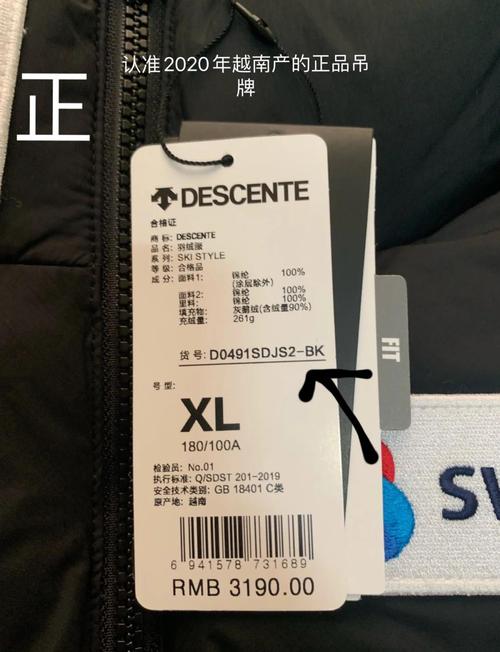 认准2020年越南产的正品吊
牌
正
DESCENTE
合格证
商标: DESCENTE
品名: 羽绒服
系列: SKI STYLE
等级: 合格品
成分: 面料1: 锦纶 100%
(涂层除外)
面料2: 锦纶 100%
里料: 锦纶 100%
填充物: 灰鹅绒(含绒量90%)
充绒量: 261g
货号: D0491SDJS2-BK
号型:
XL
180/100A
检验员: No.01
执行标准: Q/SDST 201-2019
安全技术类别: GB 18401 C类
原产地: 越南
6 941578 731689
RMB 3190.00
FIT
SW